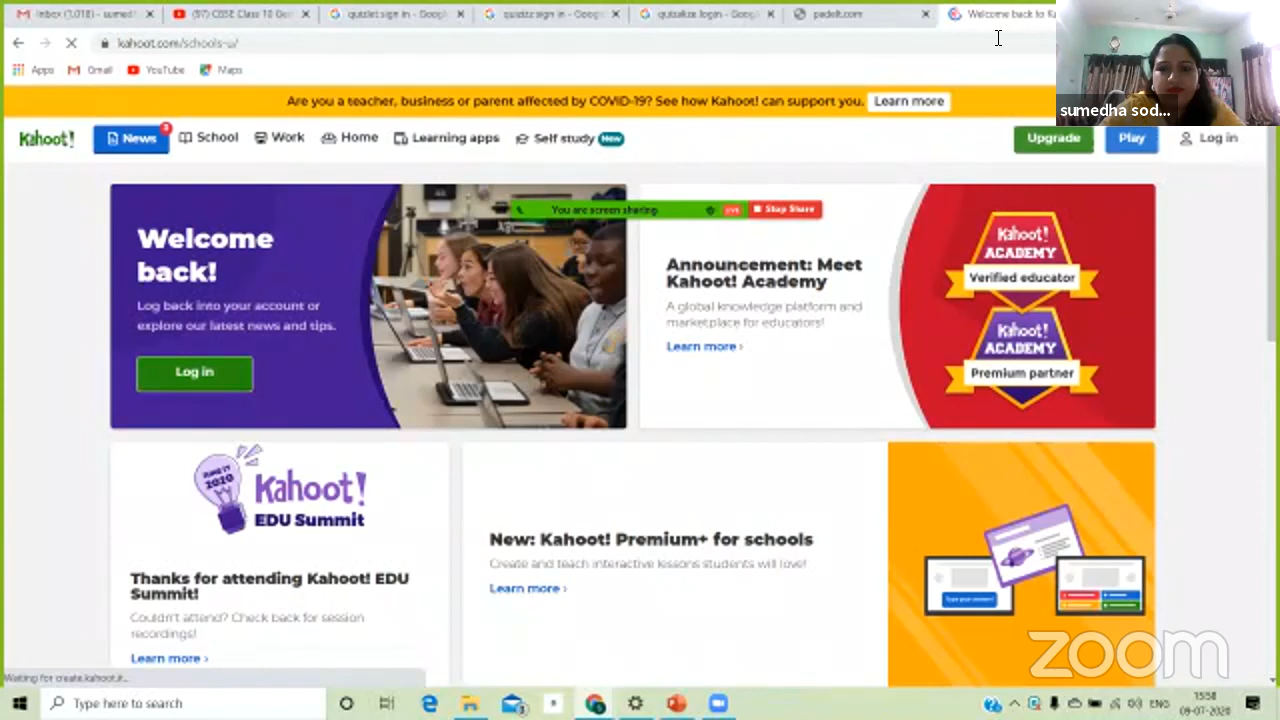 Inbox (1,018) - sumed
(97) CBSE Class 10 Ger
quizlet sign in - Googl
quizizz sign in - Googl
quizalize login - Googl
padelt.com
Welcome back to Ka
kahoot.com/schools-u/
Apps
Gmail
YouTube
Maps
sumedha sod...
Are you a teacher, business or parent affected by COVID-19? See how Kahoot! can support you.
Learn more
Kahoot!
News
School
Work
Home
Learning apps
Self study
New
Upgrade
Play
Log in
You are screen sharing
LIVE
Stop Share
Welcome
back!
Log back into your account or
explore our latest news and tips.
Log in
Announcement: Meet
Kahoot! Academy
A global knowledge platform and
marketplace for educators!
Learn more ›
Kahoot!
ACADEMY
Verified educator
Kahoot!
ACADEMY
Premium partner
JUNE 17
2020
Kahoot!
EDU Summit
Thanks for attending Kahoot! EDU
Summit!
Couldn't attend? Check back for session
recordings!
Learn more ›
New: Kahoot! Premium+ for schools
Create and teach interactive lessons students will love!
Learn more ›
zoom
Waiting for create.kahoot.it...
Type here to search
ENG
15:58
09-07-2020